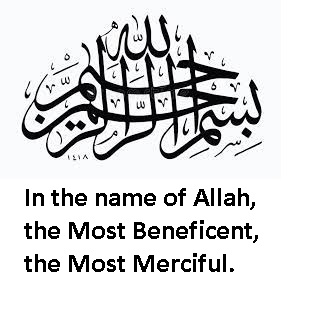 بسم الله الرحمن الرحيم
١٤١٨
In the name of Allah,
the Most Beneficent,
the Most Merciful.